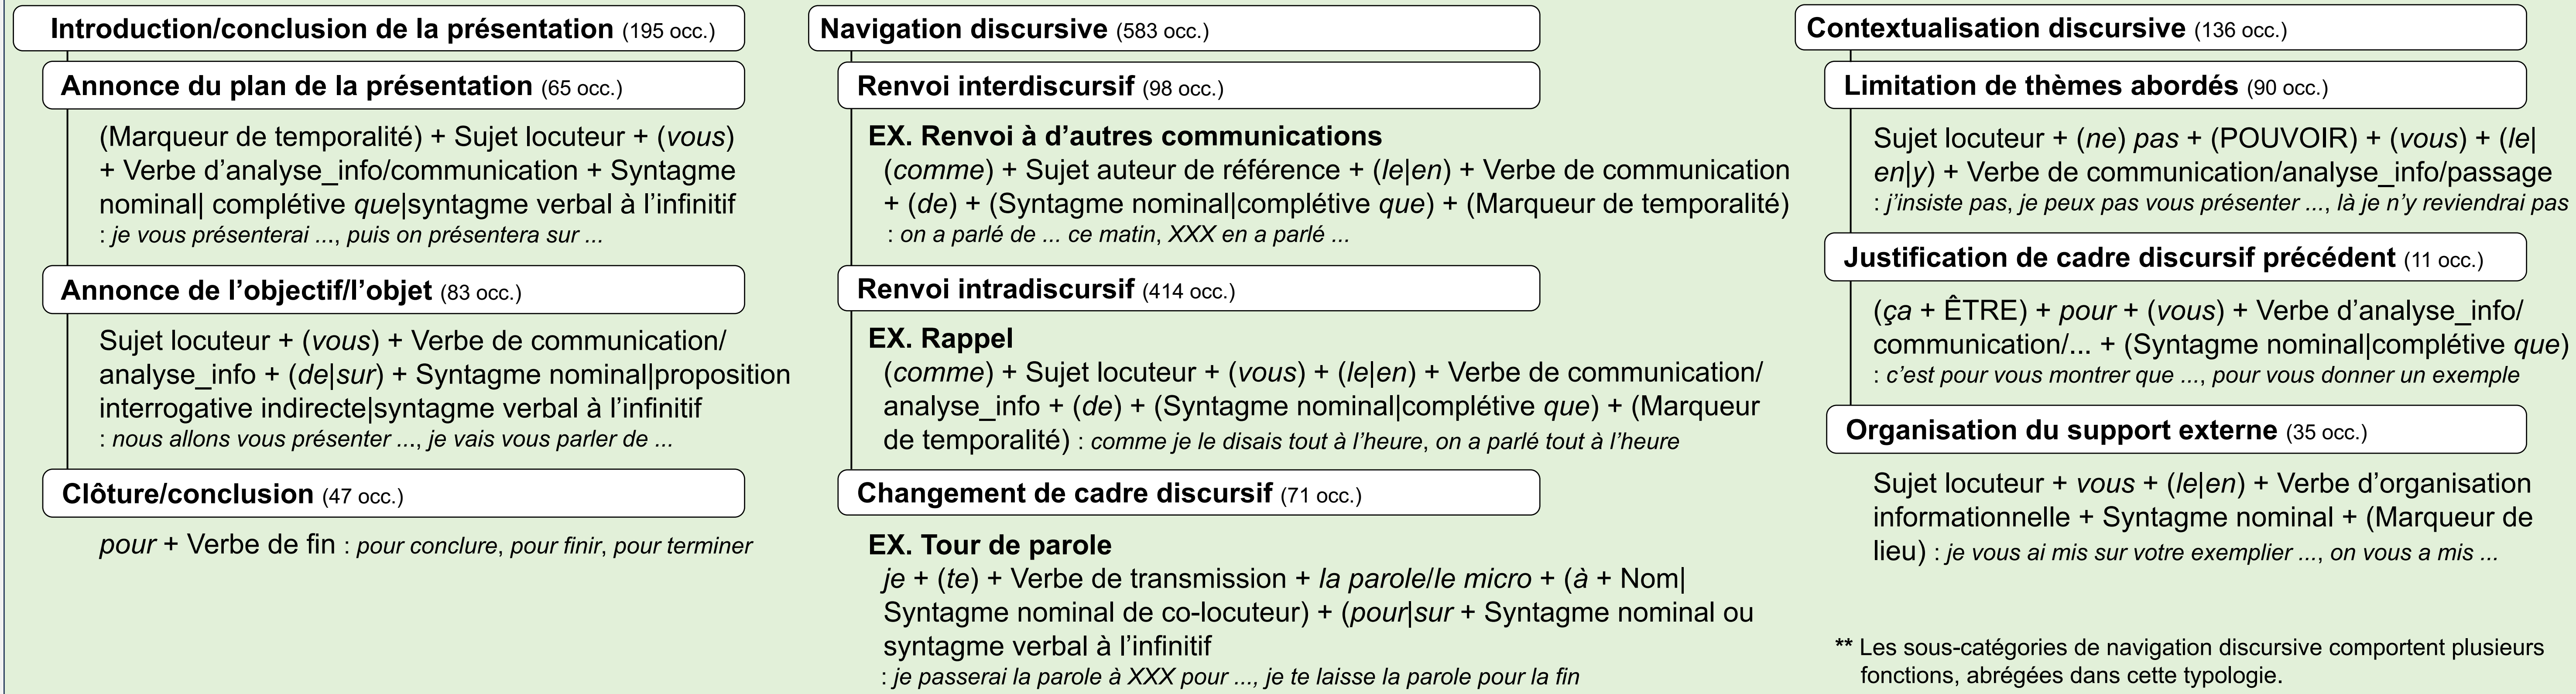 Introduction/conclusion de la présentation (195 occ.)
Annonce du plan de la présentation (65 occ.)
(Marqueur de temporalité) + Sujet locuteur + (vous)
+ Verbe d’analyse_info/communication + Syntagme
nominal| complétive que|syntagme verbal à l’infinitif
: je vous présenterai ..., puis on présentera sur ...
Annonce de l’objectif/l’objet (83 occ.)
Sujet locuteur + (vous) + Verbe de communication/
analyse_info + (de|sur) + Syntagme nominal|proposition
interrogative indirecte|syntagme verbal à l’infinitif
: nous allons vous présenter ..., je vais vous parler de ...
Clôture/conclusion (47 occ.)
pour + Verbe de fin : pour conclure, pour finir, pour terminer
Navigation discursive (583 occ.)
Renvoi interdiscursif (98 occ.)
EX. Renvoi à d’autres communications
(comme) + Sujet auteur de référence + (le|en) + Verbe de communication
+ (de) + (Syntagme nominal|complétive que) + (Marqueur de temporalité)
: on a parlé de ... ce matin, XXX en a parlé ...
Renvoi intradiscursif (414 occ.)
EX. Rappel
(comme) + Sujet locuteur + (vous) + (le|en) + Verbe de communication/
analyse_info + (de) + (Syntagme nominal|complétive que) + (Marqueur
de temporalité) : comme je le disais tout à l’heure, on a parlé tout à l’heure
Changement de cadre discursif (71 occ.)
EX. Tour de parole
je + (te) + Verbe de transmission + la parole/le micro + (à + Nom|
Syntagme nominal de co-locuteur) + (pour|sur + Syntagme nominal ou
syntagme verbal à l’infinitif
: je passerai la parole à XXX pour ..., je te laisse la parole pour la fin
Contextualisation discursive (136 occ.)
Limitation de thèmes abordés (90 occ.)
Sujet locuteur + (ne) pas + (POUVOIR) + (vous) + (le|
en|y) + Verbe de communication/analyse_info/passage
: j’insiste pas, je peux pas vous présenter ..., là je n’y reviendrai pas
Justification de cadre discursif précédent (11 occ.)
(ça + ÊTRE) + pour + (vous) + Verbe d’analyse_info/
communication/... + (Syntagme nominal|complétive que)
: c’est pour vous montrer que ..., pour vous donner un exemple
Organisation du support externe (35 occ.)
Sujet locuteur + vous + (le|en) + Verbe d’organisation
informationnelle + Syntagme nominal + (Marqueur de
lieu) : je vous ai mis sur votre exemplier ..., on vous a mis ...
** Les sous-catégories de navigation discursive comportent plusieurs
fonctions, abrégées dans cette typologie.